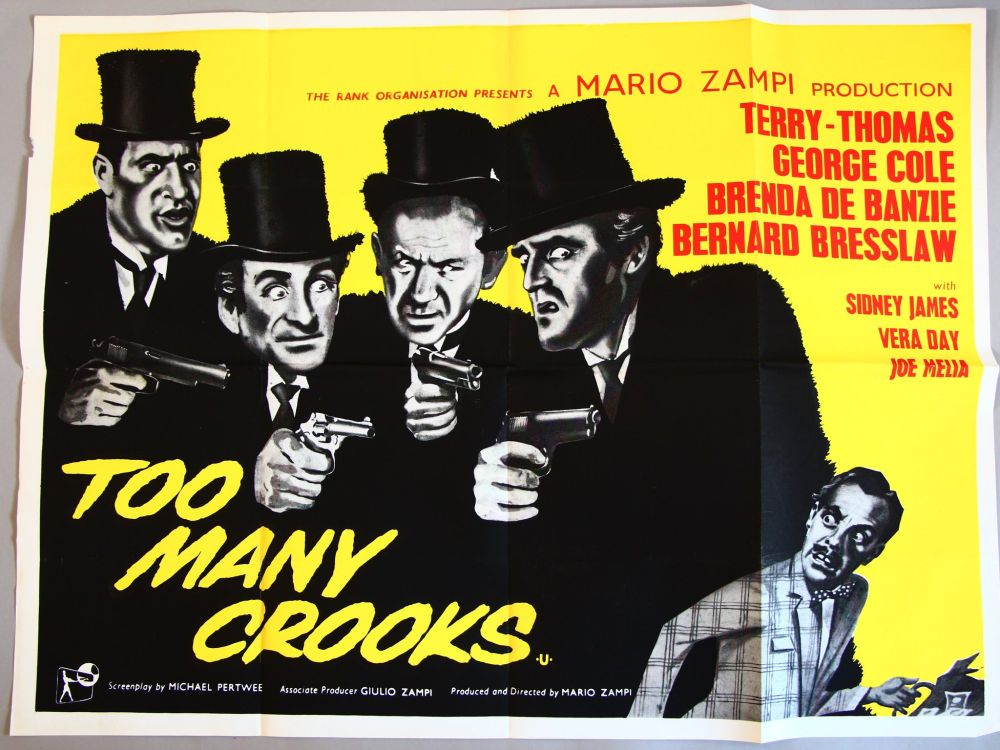 THE RANK ORGANISATION PRESENTS A MARIO ZAMPI PRODUCTION
TERRY-THOMAS
GEORGE COLE
BRENDA DE BANZIE
BERNARD BRESSLAW
with
SIDNEY JAMES
VERA DAY
JOE MELIA
TOO
MANY
CROOKS
.U.
Screenplay by MICHAEL PERTWEE Associate Producer GIULIO ZAMPI Produced and Directed by MARIO ZAMPI